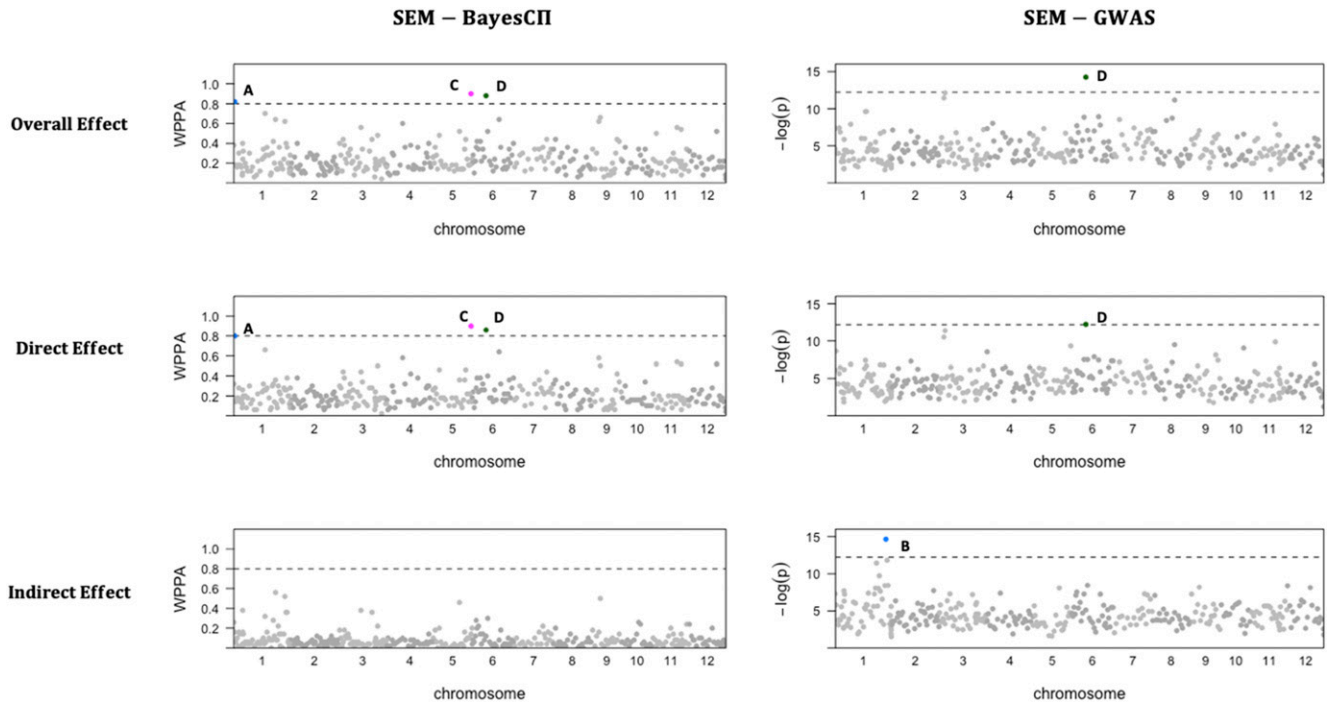 SEM − BayesCΠ SEM − GWAS
Overall Effect
WPPA
1.0
0.8
0.6
0.4
0.2
A C D
1 2 3 4 5 6 7 8 9 10 11 12
chromosome
−log(p)
15
10
5
D
1 2 3 4 5 6 7 8 9 10 11 12
chromosome
Direct Effect
WPPA
1.0
0.8
0.6
0.4
0.2
A C D
1 2 3 4 5 6 7 8 9 10 11 12
chromosome
−log(p)
15
10
5
D
1 2 3 4 5 6 7 8 9 10 11 12
chromosome
Indirect Effect
WPPA
1.0
0.8
0.6
0.4
0.2
1 2 3 4 5 6 7 8 9 10 11 12
chromosome
−log(p)
15
10
5
B
1 2 3 4 5 6 7 8 9 10 11 12
chromosome